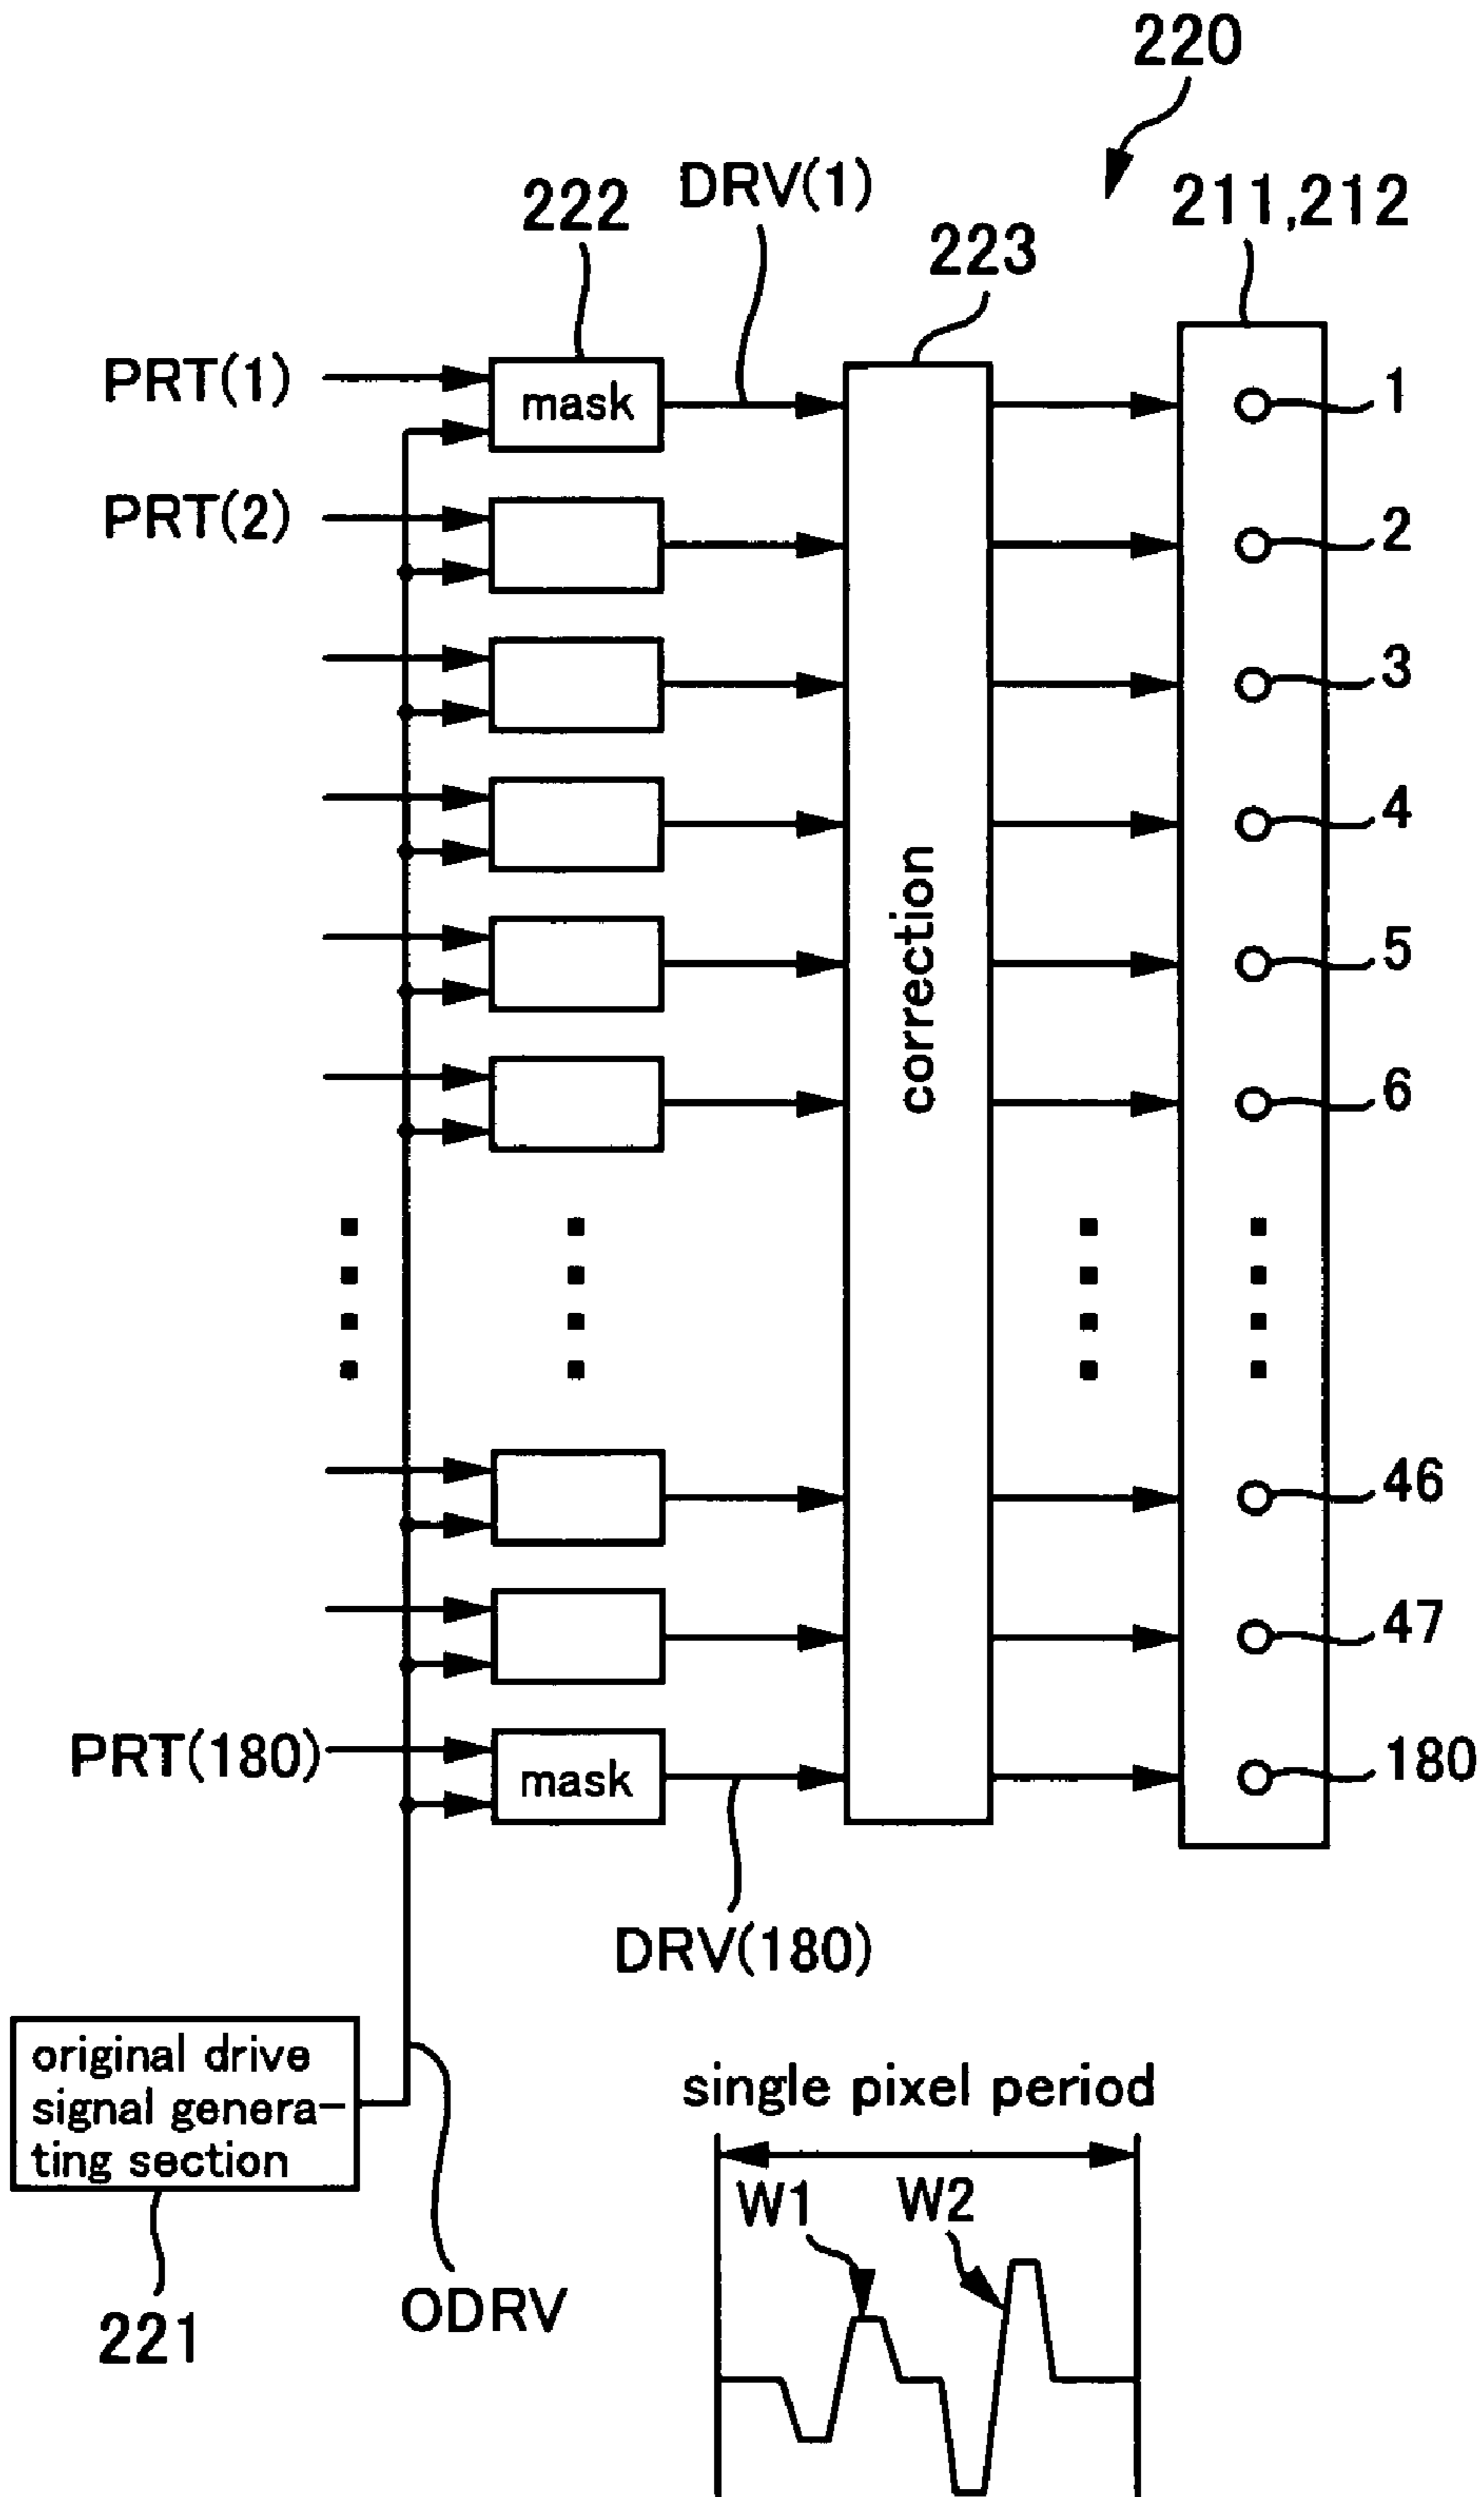 220
222
DRV(1)
223
211,212
PRT(1)
mask
1
PRT(2)
2
3
4
correction
5
6
46
47
PRT(180)
mask
180
DRV(180)
original drive
signal genera-
ting section
single pixel period
W1
W2
ODRV
221